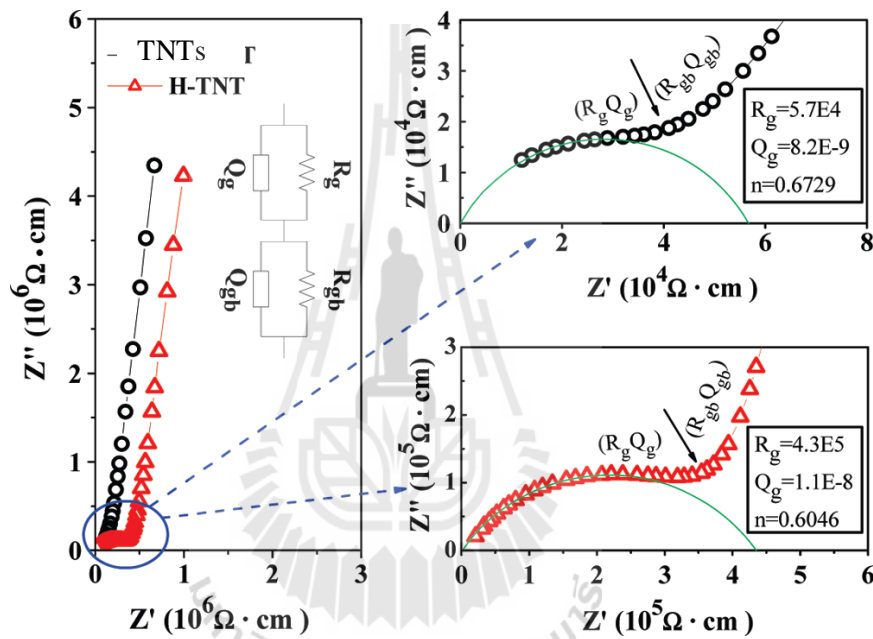 TNTs
H-TNT
Z'' (10⁶Ω·cm)
6
5
4
3
2
1
0
0
1
2
3
Z' (10⁶Ω·cm)
Qg
Rg
Qgb
Rgb
Z'' (10⁴Ω·cm)
4
3
2
1
0
0
2
4
6
8
Z' (10⁴Ω·cm)
(RgQg)
(RgbQgb)
Rg=5.7E4
Qg=8.2E-9
n=0.6729
Z'' (10⁵Ω·cm)
3
2
1
0
0
1
2
3
4
5
6
Z' (10⁵Ω·cm)
(RgQg)
(RgbQgb)
Rg=4.3E5
Qg=1.1E-8
n=0.6046